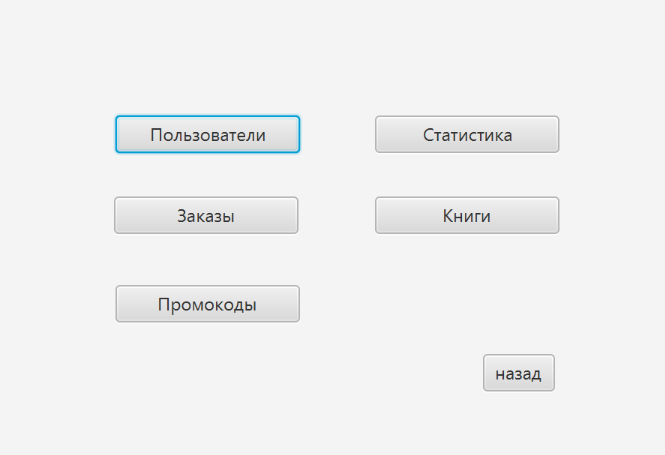 Пользователи
Статистика
Заказы
Книги
Промокоды
назад